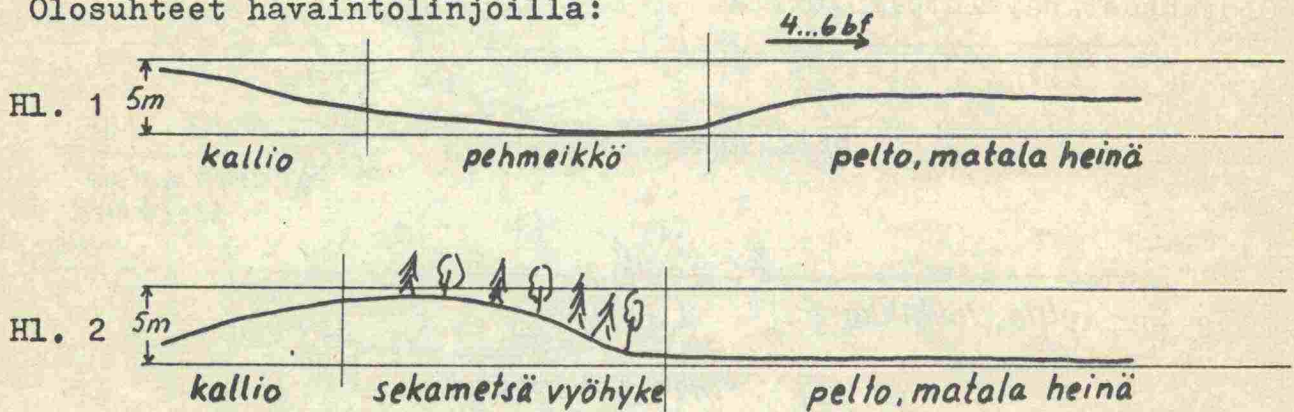 Olosuhteet havaintolinjoilla:
4...6 bf
Hl. 1 5m
kallio pehmeikkö pelto, matala heinä
Hl. 2 5m
kallio sekametsä vyöhyke pelto, matala heinä